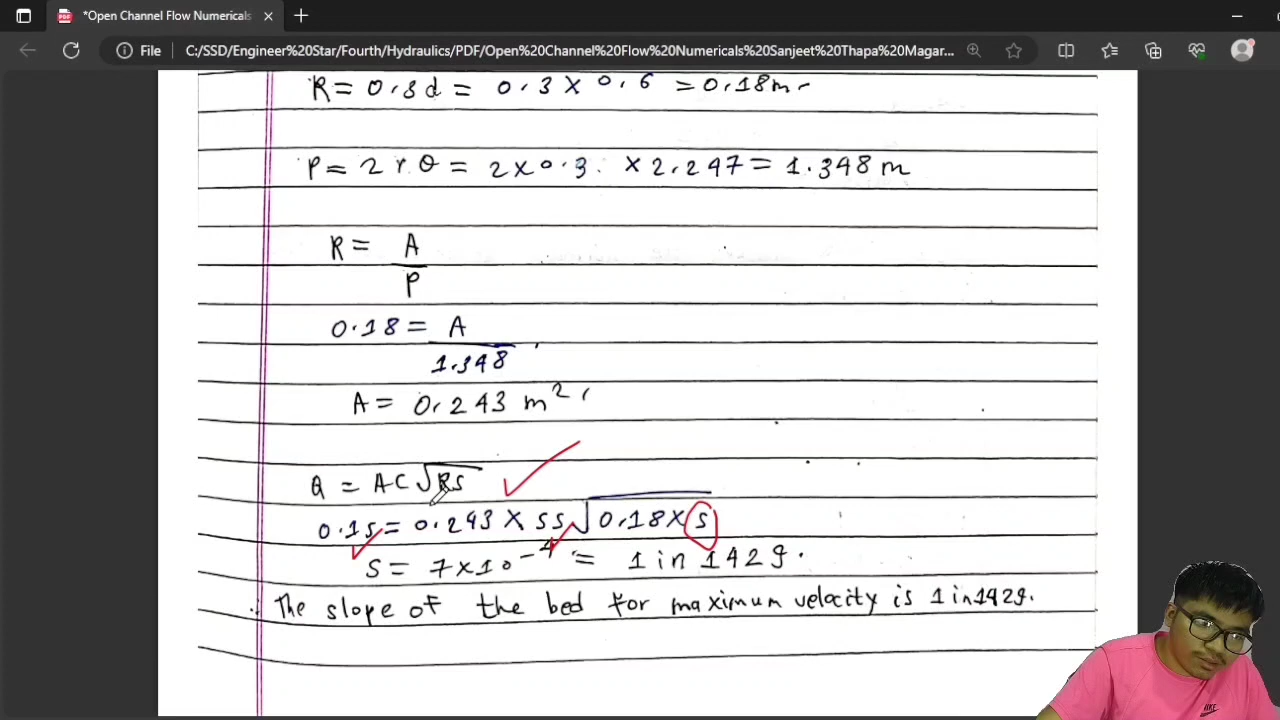 *Open Channel Flow Numericals
File C:/SSD/Engineer%20Star/Fourth/Hydraulics/PDF/Open%20Channel%20Flow%20Numericals%20Sanjeet%20Thapa%20Magar...
R = 0.3d = 0.3 × 0.6 = 0.18m
P = 2rθ = 2 × 0.3 × 2.247 = 1.348 m
R = A
P
0.18 = A
1.348
A = 0.243 m²
Q = AC√RS
0.15 = 0.243 × 55 √0.18 × S
S = 7×10⁻⁴ = 1 in 1429.
∴ The slope of the bed for maximum velocity is 1 in 1429.
NIKE